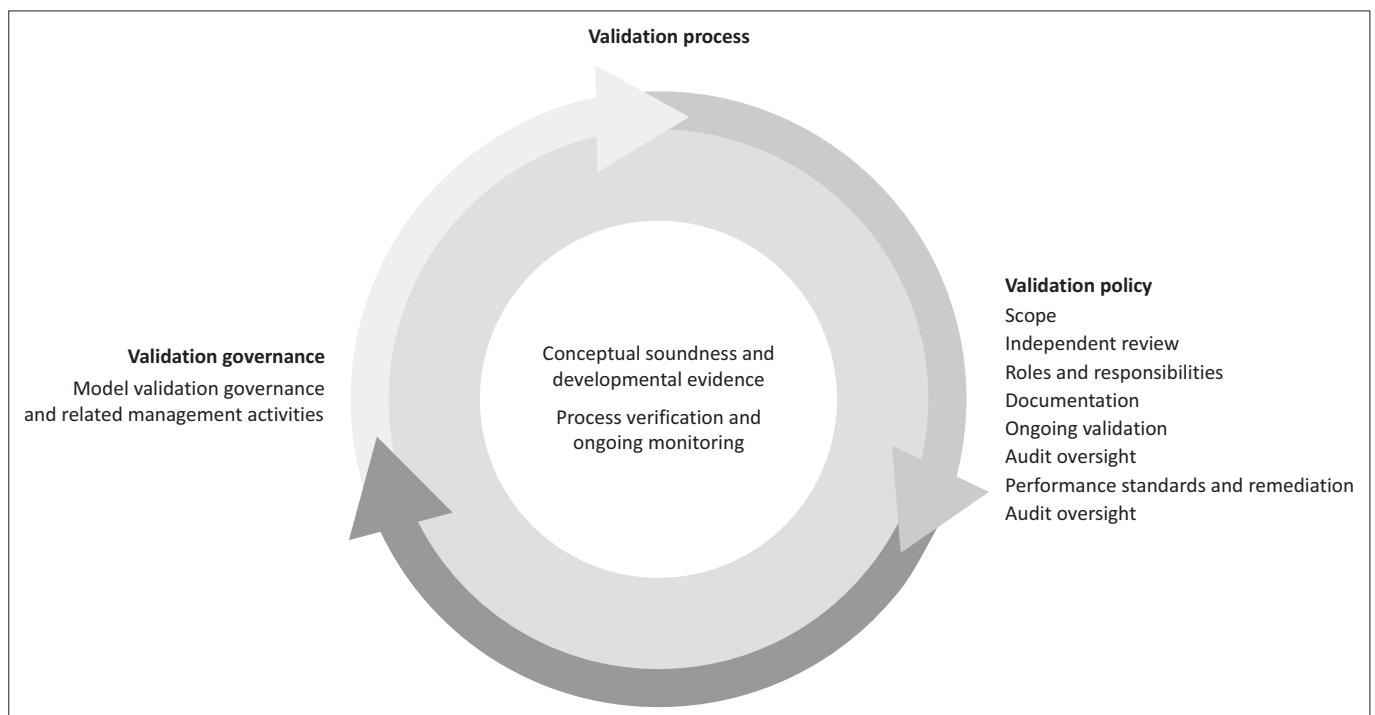 Validation process
Validation policy
Scope
Independent review
Roles and responsibilities
Documentation
Ongoing validation
Audit oversight
Performance standards and remediation
Audit oversight
Validation governance
Model validation governance
and related management activities
Conceptual soundness and
developmental evidence
Process verification and
ongoing monitoring